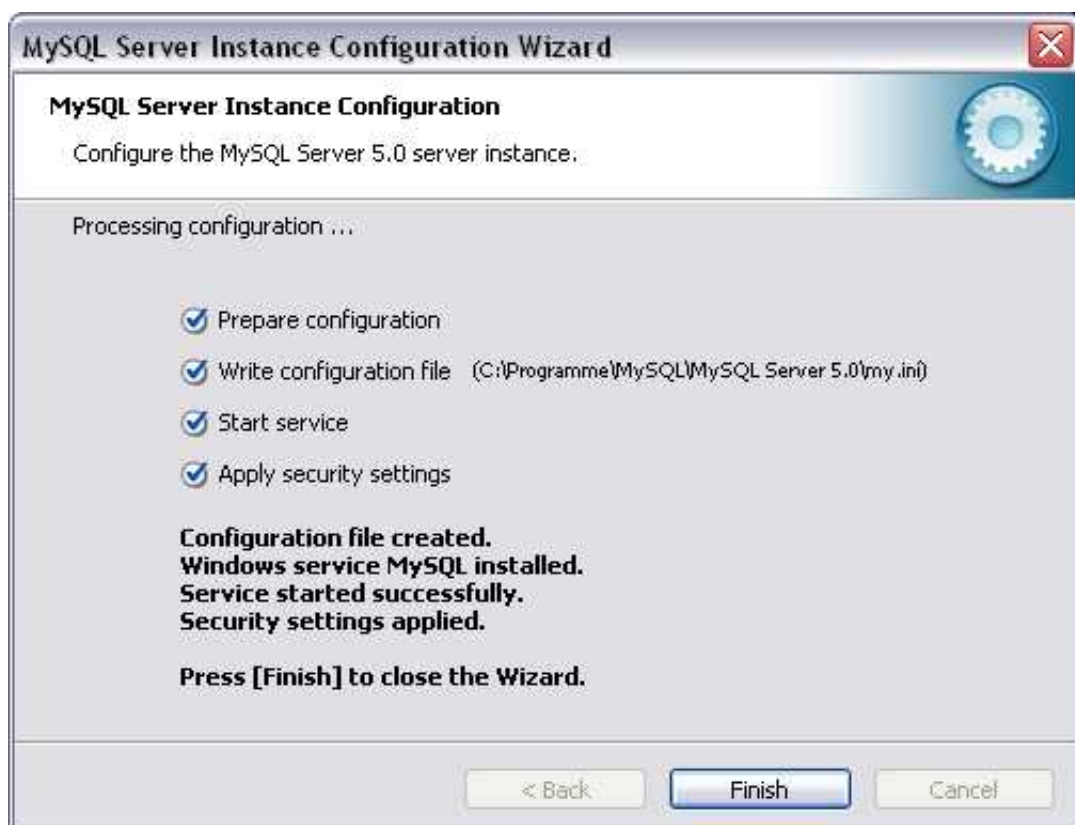 MySQL Server Instance Configuration Wizard
MySQL Server Instance Configuration
Configure the MySQL Server 5.0 server instance.
Processing configuration ...
Prepare configuration
Write configuration file (C:\Programme\MySQL\MySQL Server 5.0\my.ini)
Start service
Apply security settings
Configuration file created.
Windows service MySQL installed.
Service started successfully.
Security settings applied.
Press [Finish] to close the Wizard.
< Back Finish Cancel